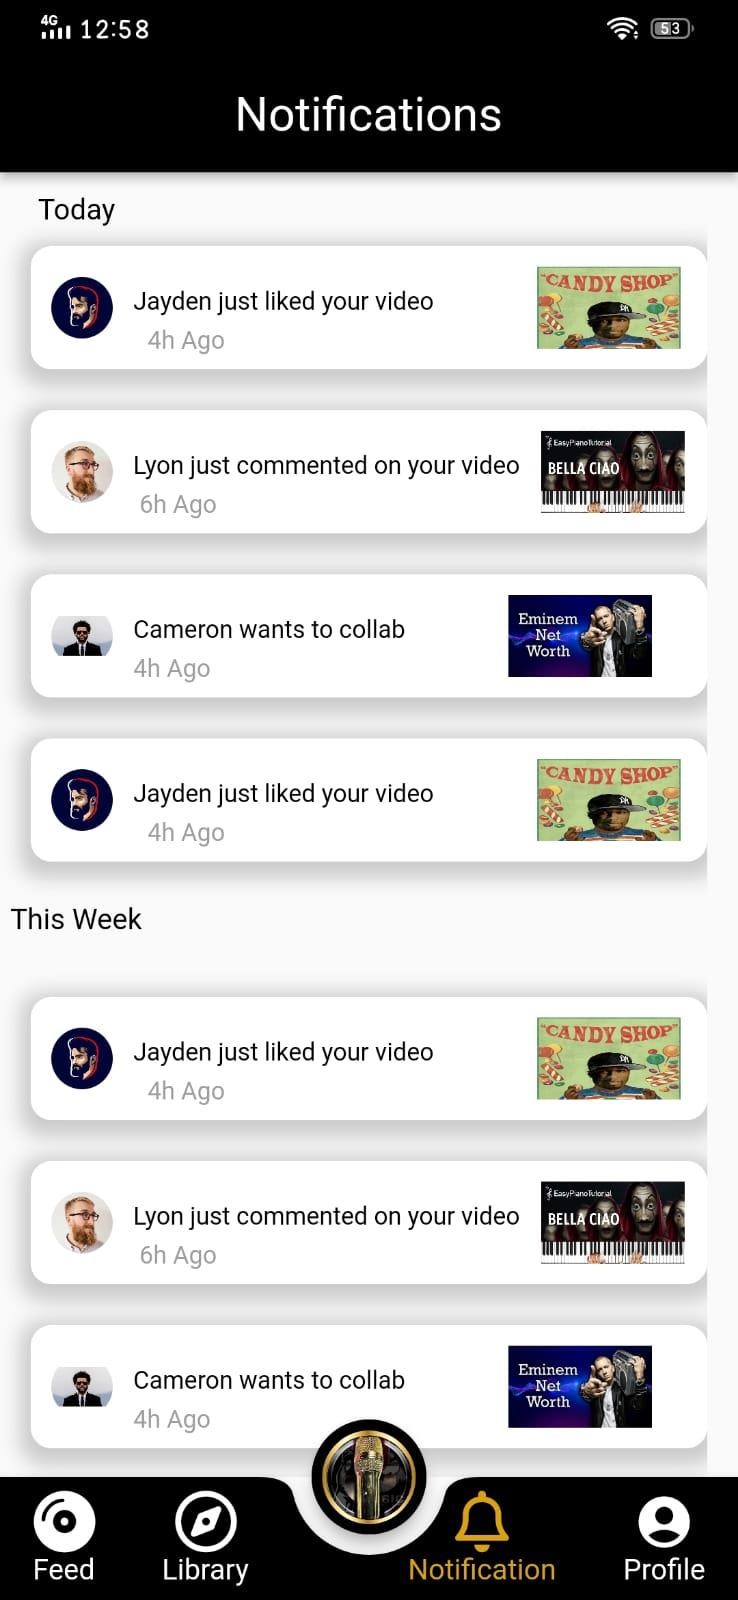 4G 12:58 53
Notifications
Today
Jayden just liked your video
4h Ago
"CANDY SHOP"
Lyon just commented on your video
6h Ago
EasyPianoTutorial
BELLA CIAO
Cameron wants to collab
4h Ago
Eminem
Net
Worth
Jayden just liked your video
4h Ago
"CANDY SHOP"
This Week
Jayden just liked your video
4h Ago
"CANDY SHOP"
Lyon just commented on your video
6h Ago
EasyPianoTutorial
BELLA CIAO
Cameron wants to collab
4h Ago
Eminem
Net
Worth
Feed
Library
Notification
Profile